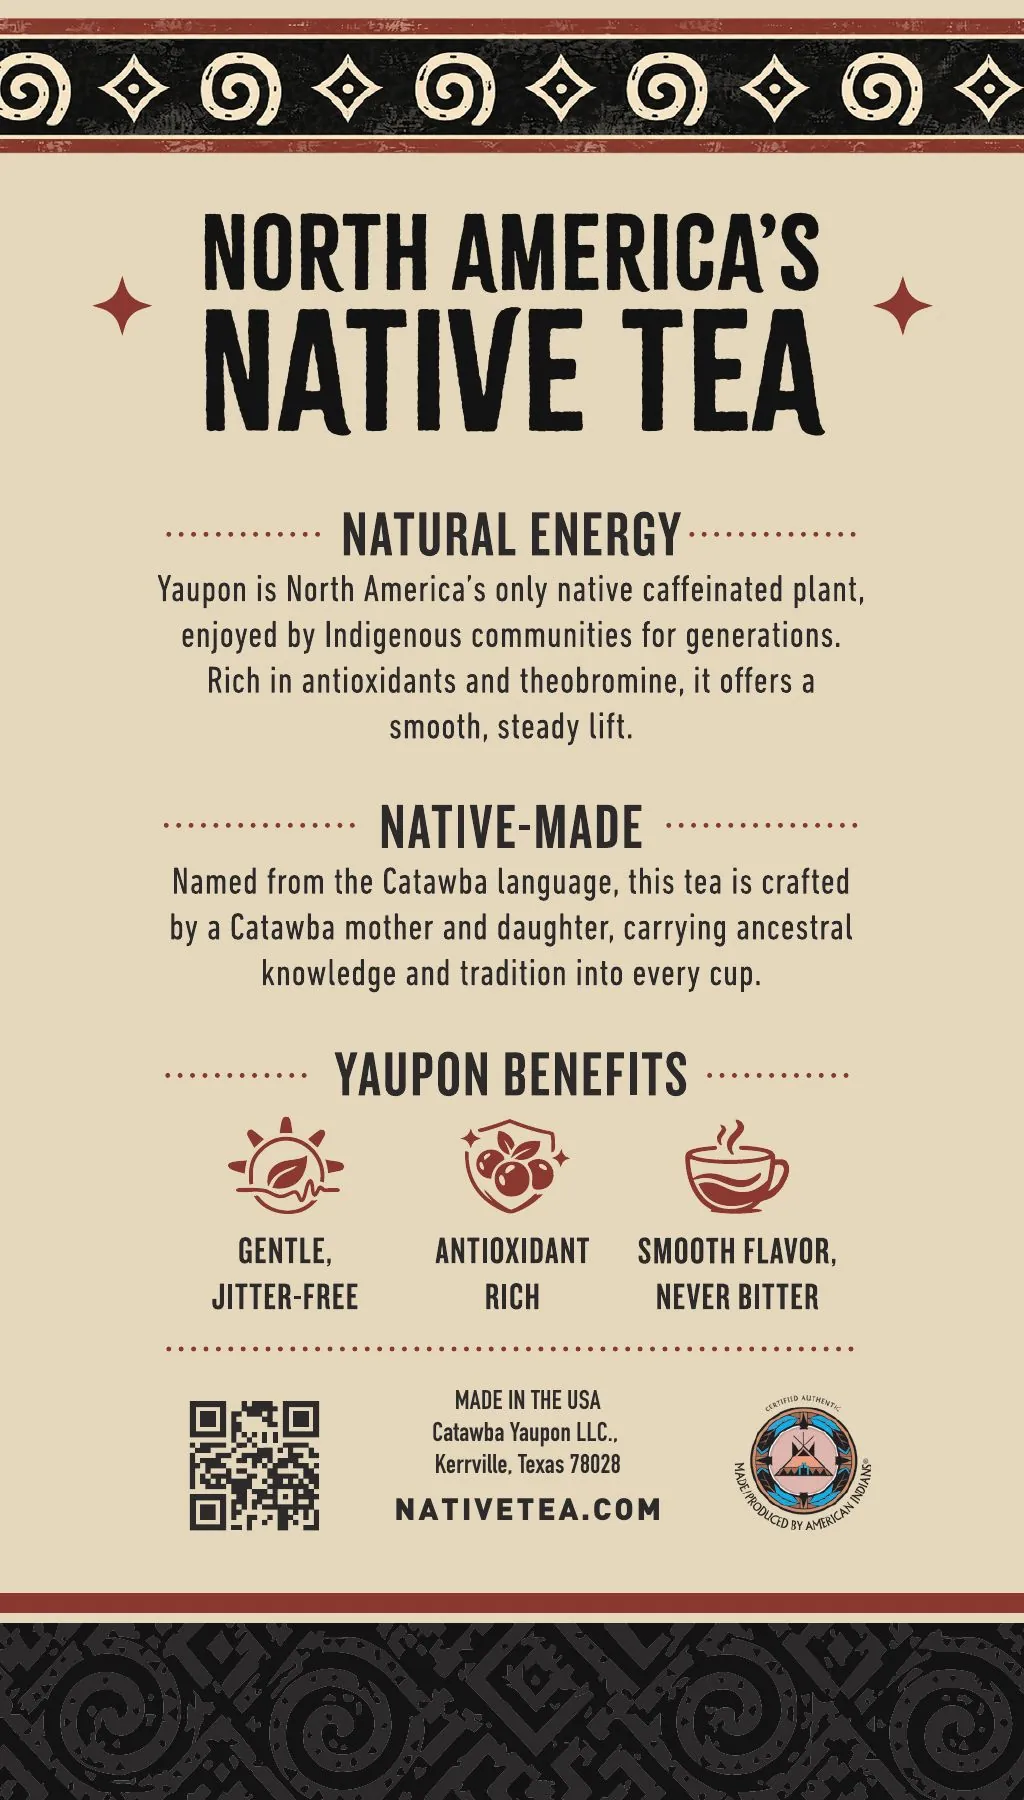 NORTH AMERICA'S
NATIVE TEA
NATURAL ENERGY
Yaupon is North America's only native caffeinated plant,
enjoyed by Indigenous communities for generations.
Rich in antioxidants and theobromine, it offers a
smooth, steady lift.
NATIVE-MADE
Named from the Catawba language, this tea is crafted
by a Catawba mother and daughter, carrying ancestral
knowledge and tradition into every cup.
YAUPON BENEFITS
GENTLE,
JITTER-FREE
ANTIOXIDANT
RICH
SMOOTH FLAVOR,
NEVER BITTER
MADE IN THE USA
Catawba Yaupon LLC.,
Kerrville, Texas 78028
NATIVETEA.COM
CERTIFIED AUTHENTIC
MADE/PRODUCED BY AMERICAN INDIANS®